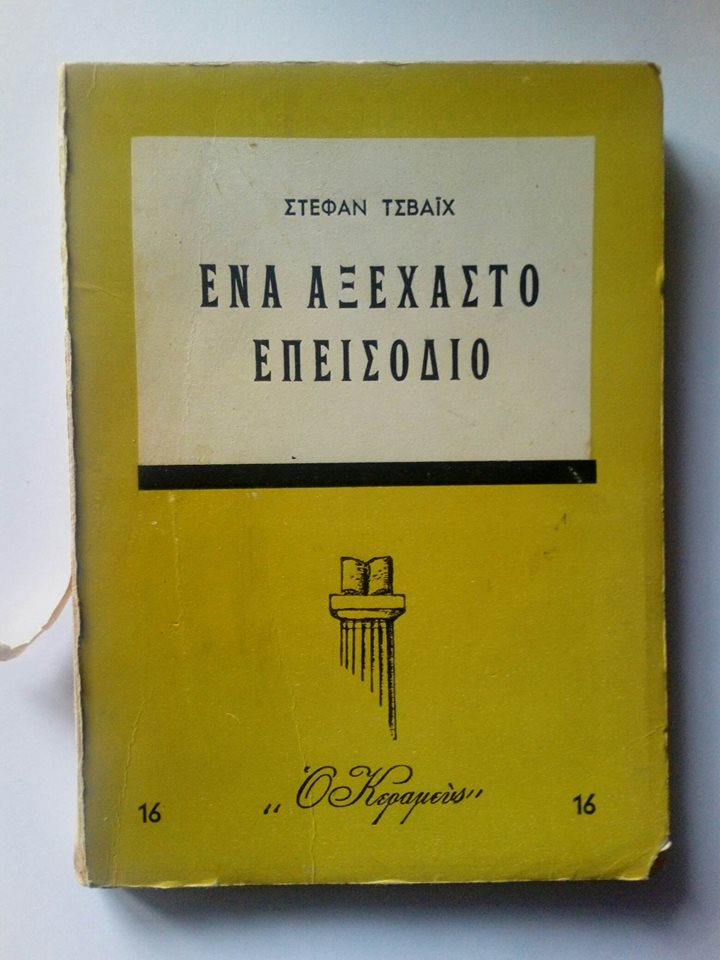 ΣΤΕΦΑΝ ΤΣΒΑΪΧ
ΕΝΑ ΑΞΕΧΑΣΤΟ
ΕΠΕΙΣΟΔΙΟ
„Ὁ Κεραμεὺς"
16 16